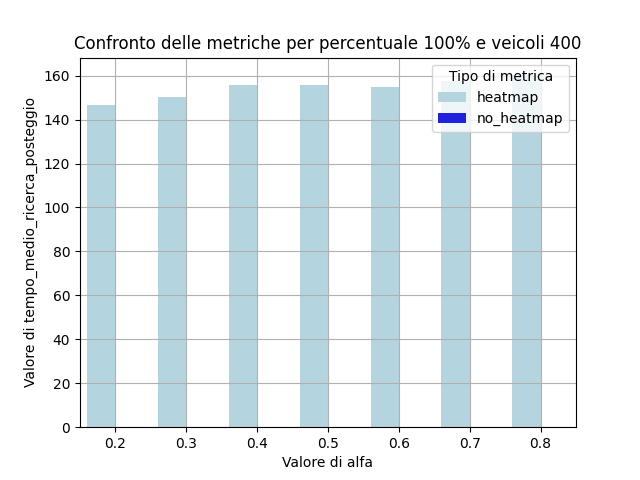 Confronto delle metriche per percentuale 100% e veicoli 400
Tipo di metrica
heatmap
no_heatmap
Valore di tempo_medio_ricerca_posteggio
160
140
120
100
80
60
40
20
0
0.2 0.3 0.4 0.5 0.6 0.7 0.8
Valore di alfa